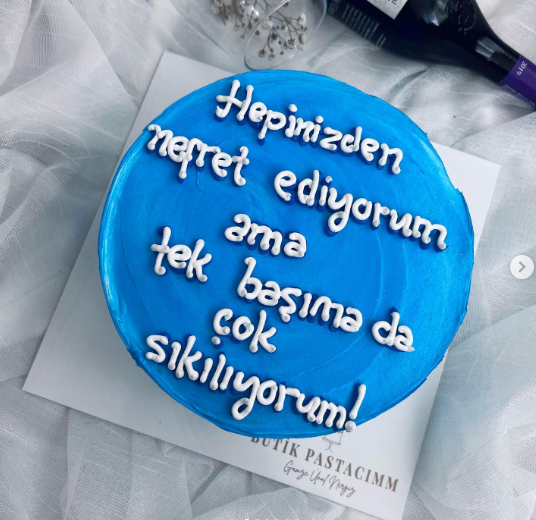 Hepinizden
nefret ediyorum
ama
tek başıma da
çok
sıkılıyorum!
BUTİK PASTACIMM